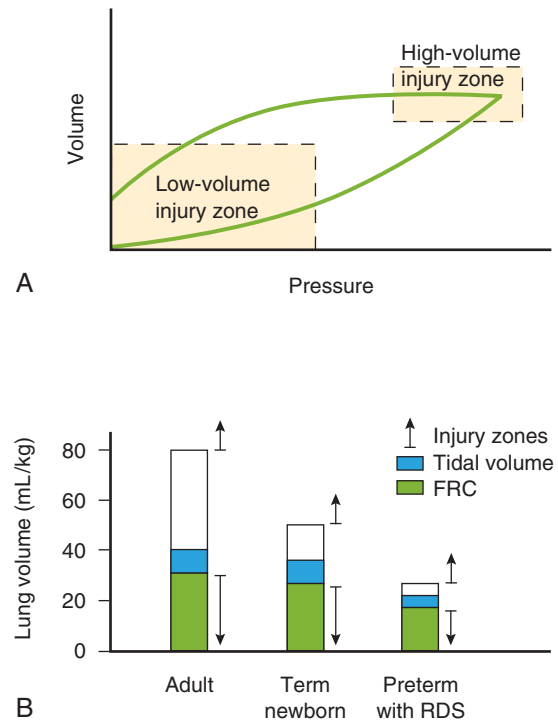 High-volume
injury zone
Volume
Low-volume
injury zone
A
Pressure
Injury zones
Tidal volume
FRC
Lung volume (mL/kg)
80
60
40
20
0
Adult
Term
newborn
Preterm
with RDS
B